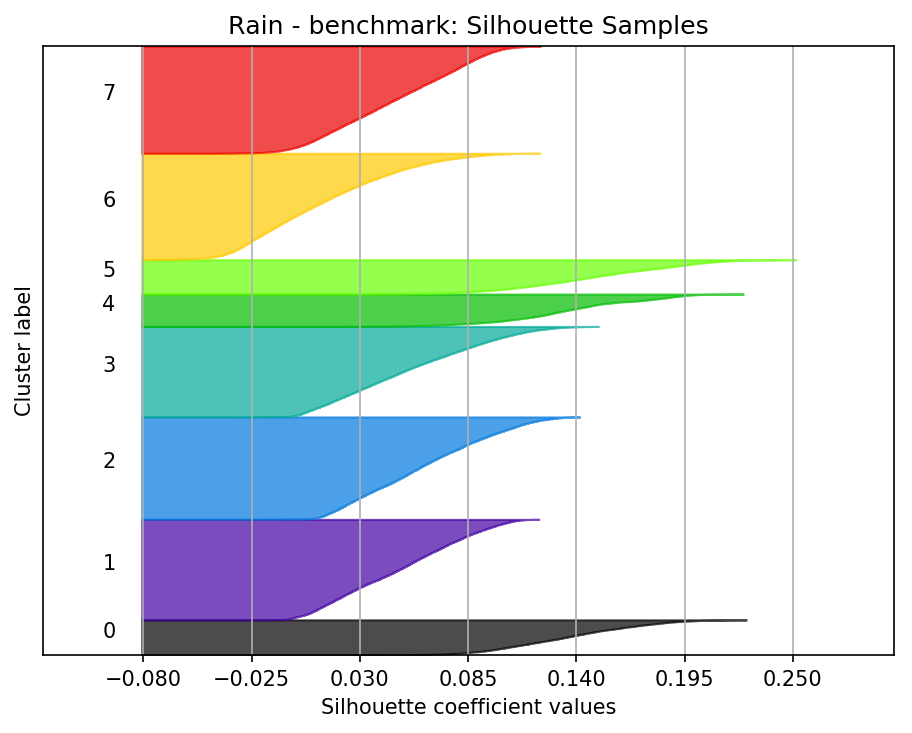 Rain - benchmark: Silhouette Samples
7
6
5
4
3
2
1
0
Cluster label
−0.080 −0.025 0.030 0.085 0.140 0.195 0.250
Silhouette coefficient values